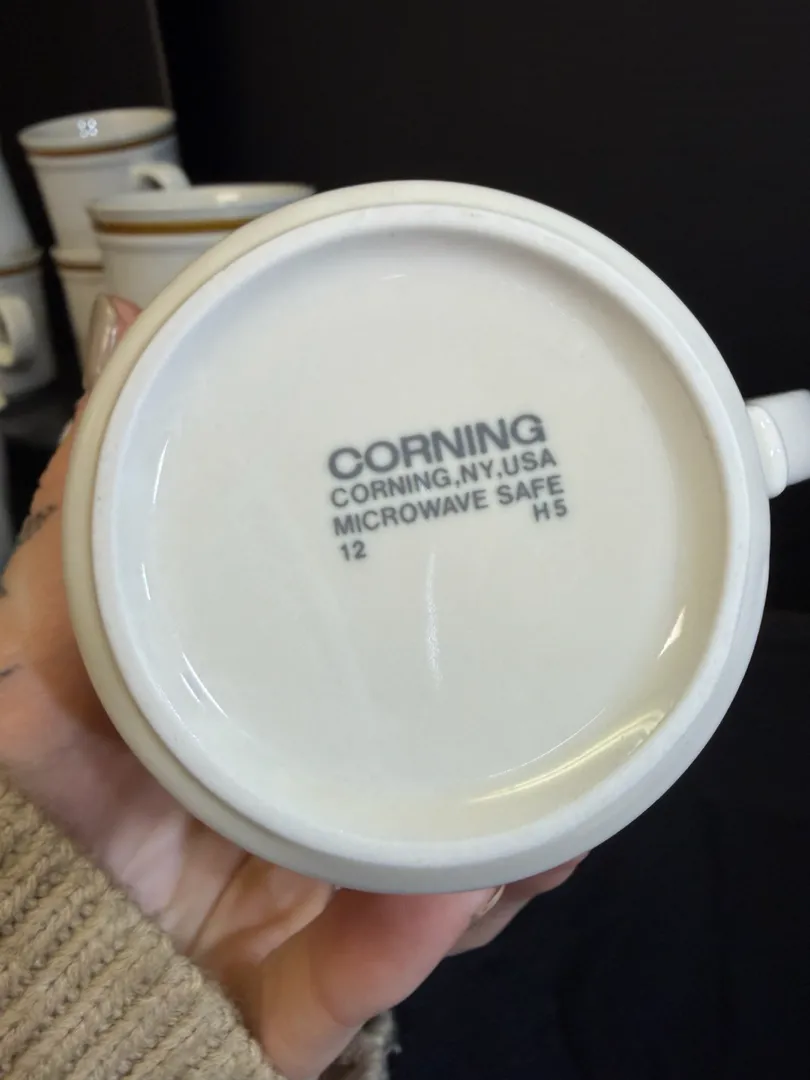 CORNING
CORNING,NY,USA
MICROWAVE SAFE
12 H5